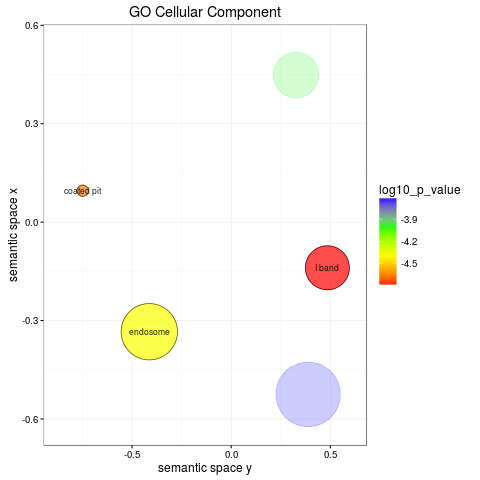 GO Cellular Component
0.6
0.3
0.0
-0.3
-0.6
semantic space x
coated pit
I band
endosome
-0.5
0.0
0.5
semantic space y
log10_p_value
-3.9
-4.2
-4.5